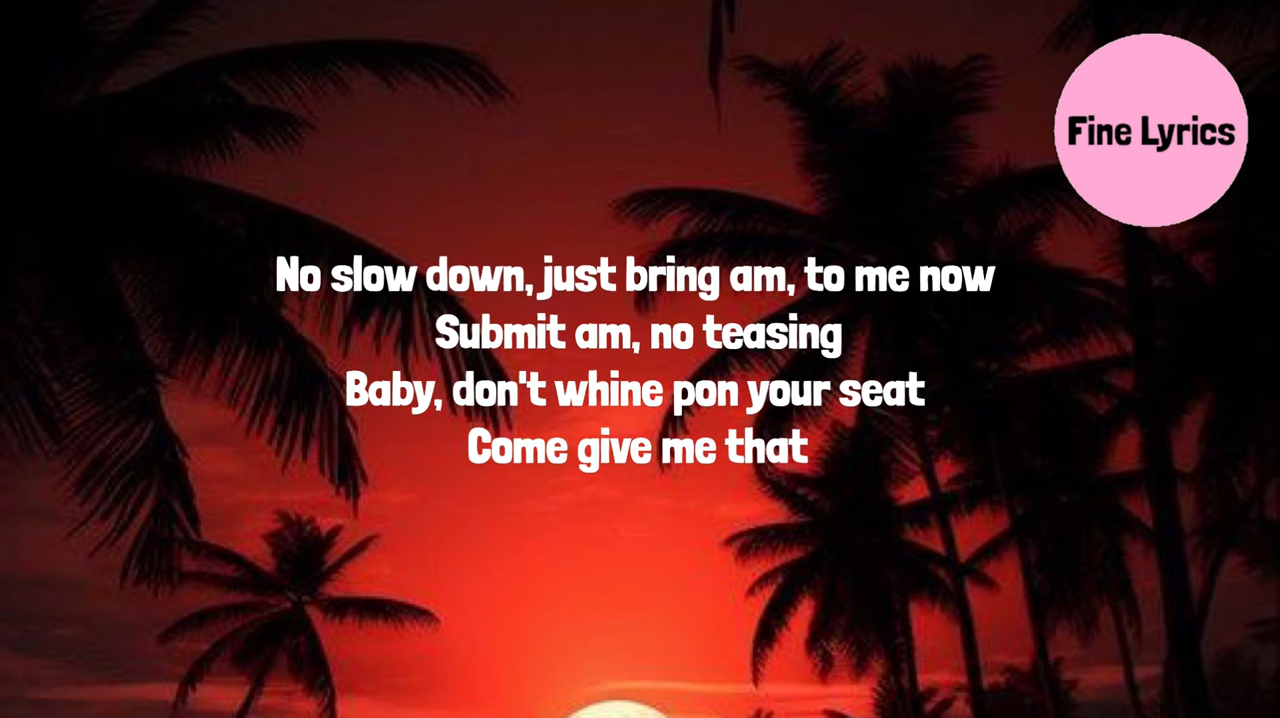 Fine Lyrics
No slow down, just bring am, to me now
Submit am, no teasing
Baby, don't whine pon your seat
Come give me that